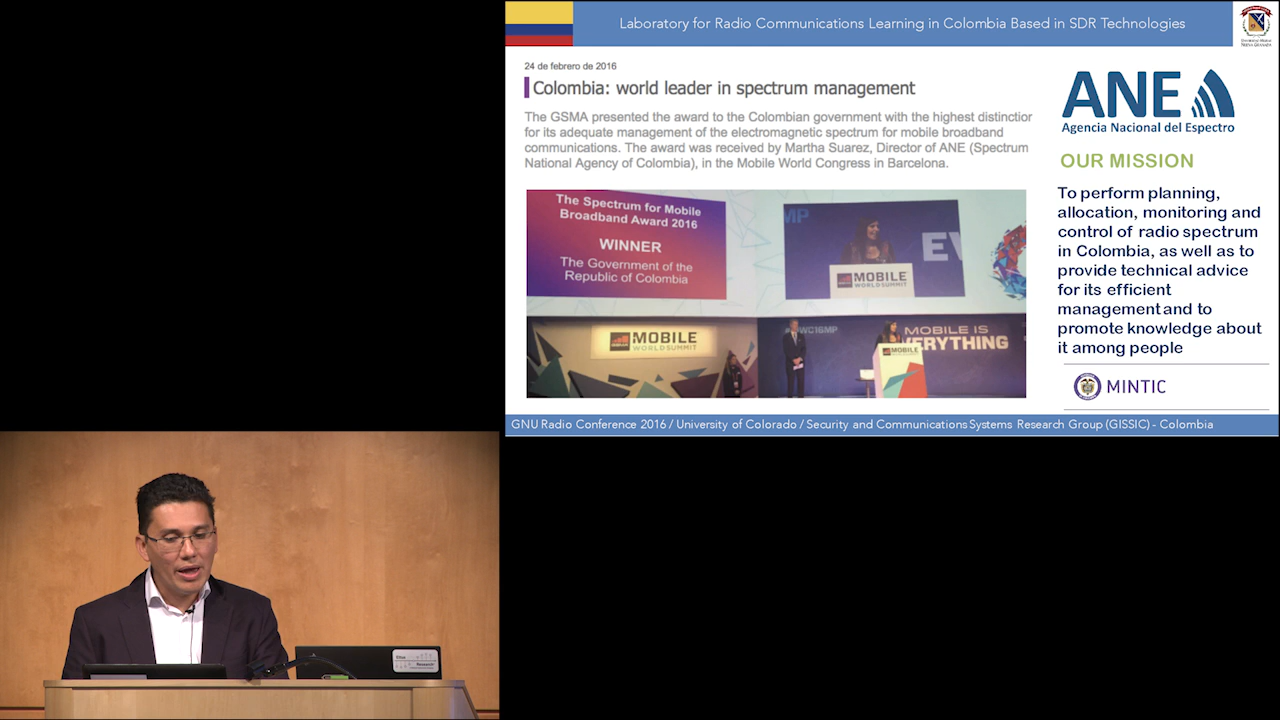 Laboratory for Radio Communications Learning in Colombia Based in SDR Technologies
24 de febrero de 2016
Colombia: world leader in spectrum management
The GSMA presented the award to the Colombian government with the highest distinction
for its adequate management of the electromagnetic spectrum for mobile broadband
communications. The award was received by Martha Suarez, Director of ANE (Spectrum
National Agency of Colombia), in the Mobile World Congress in Barcelona.
The Spectrum for Mobile
Broadband Award 2016
WINNER
The Government of the
Republic of Colombia
MP
EV
MOBILE
WORLD SUMMIT
MOBILE
WORLD SUMMIT
WC16MP
MOBILE IS
ERYTHING
MOBILE
ANE
Agencia Nacional del Espectro
OUR MISSION
To perform planning,
allocation, monitoring and
control of radio spectrum
in Colombia, as well as to
provide technical advice
for its efficient
management and to
promote knowledge about
it among people
MINTIC
GNU Radio Conference 2016 / University of Colorado / Security and Communications Systems Research Group (GISSIC) - Colombia
Research